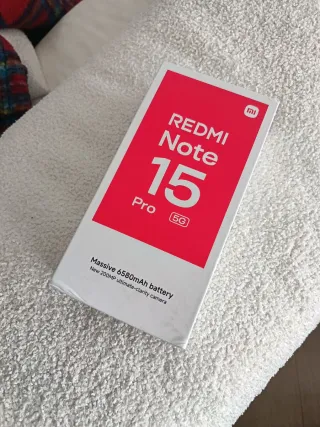 mi
REDMI
Note
15
Pro 5G
Massive 6580mAh battery
New 200MP ultimate-clarity camera